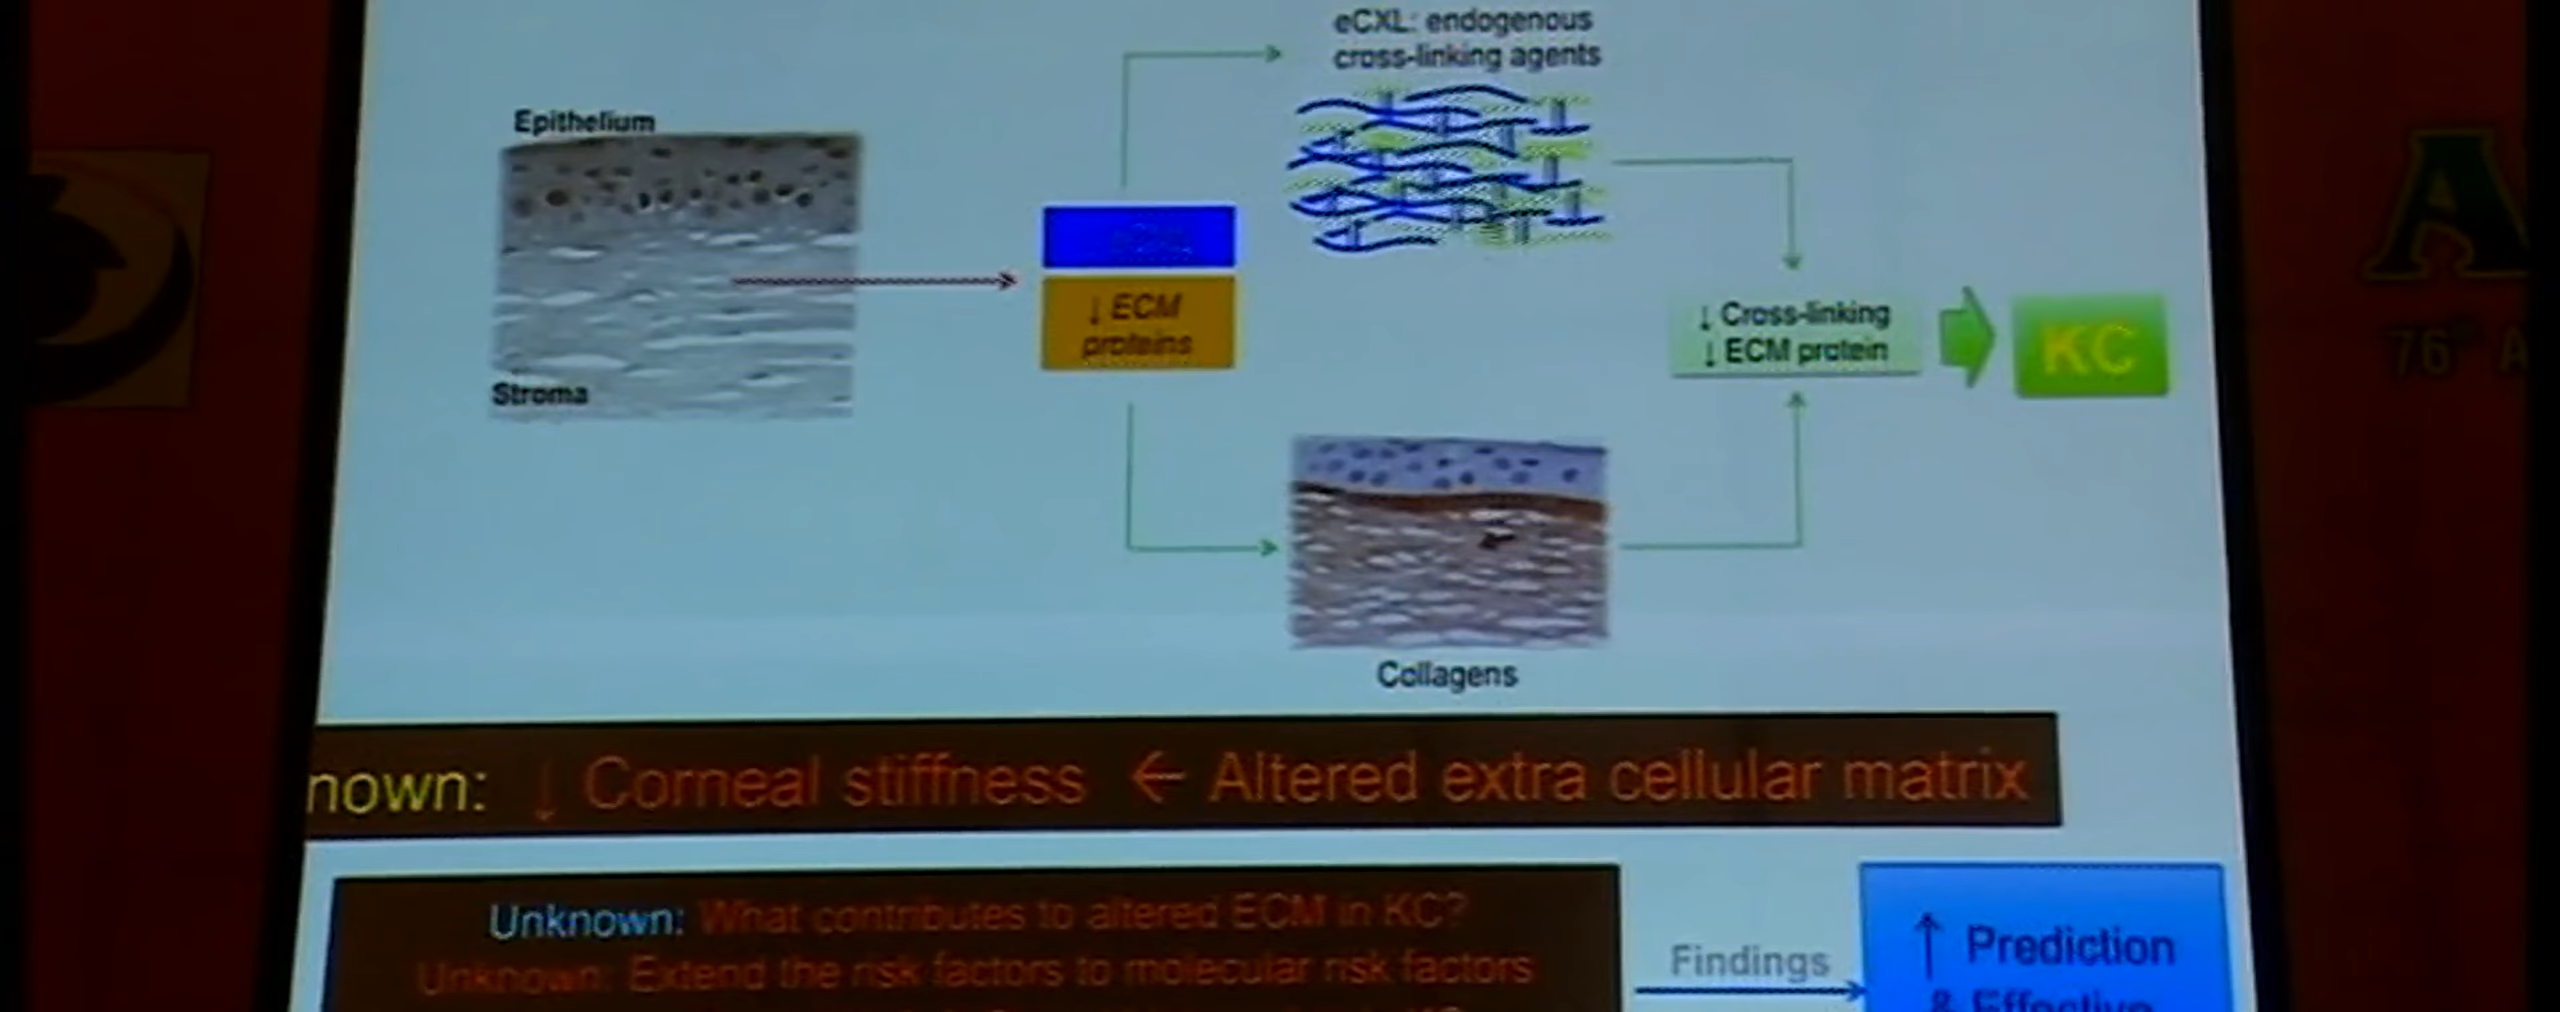 eCXL: endogenous
cross-linking agents
Epithelium
↓ ECM
proteins
Stroma
↓ Cross-linking
↓ ECM protein
KC
Collagens
nown: ↓ Corneal stiffness ← Altered extra cellular matrix
Unknown: What contributes to altered ECM in KC?
Unknown: Extend the risk factors to molecular risk factors
Findings
↑ Prediction
& Effective
A
76